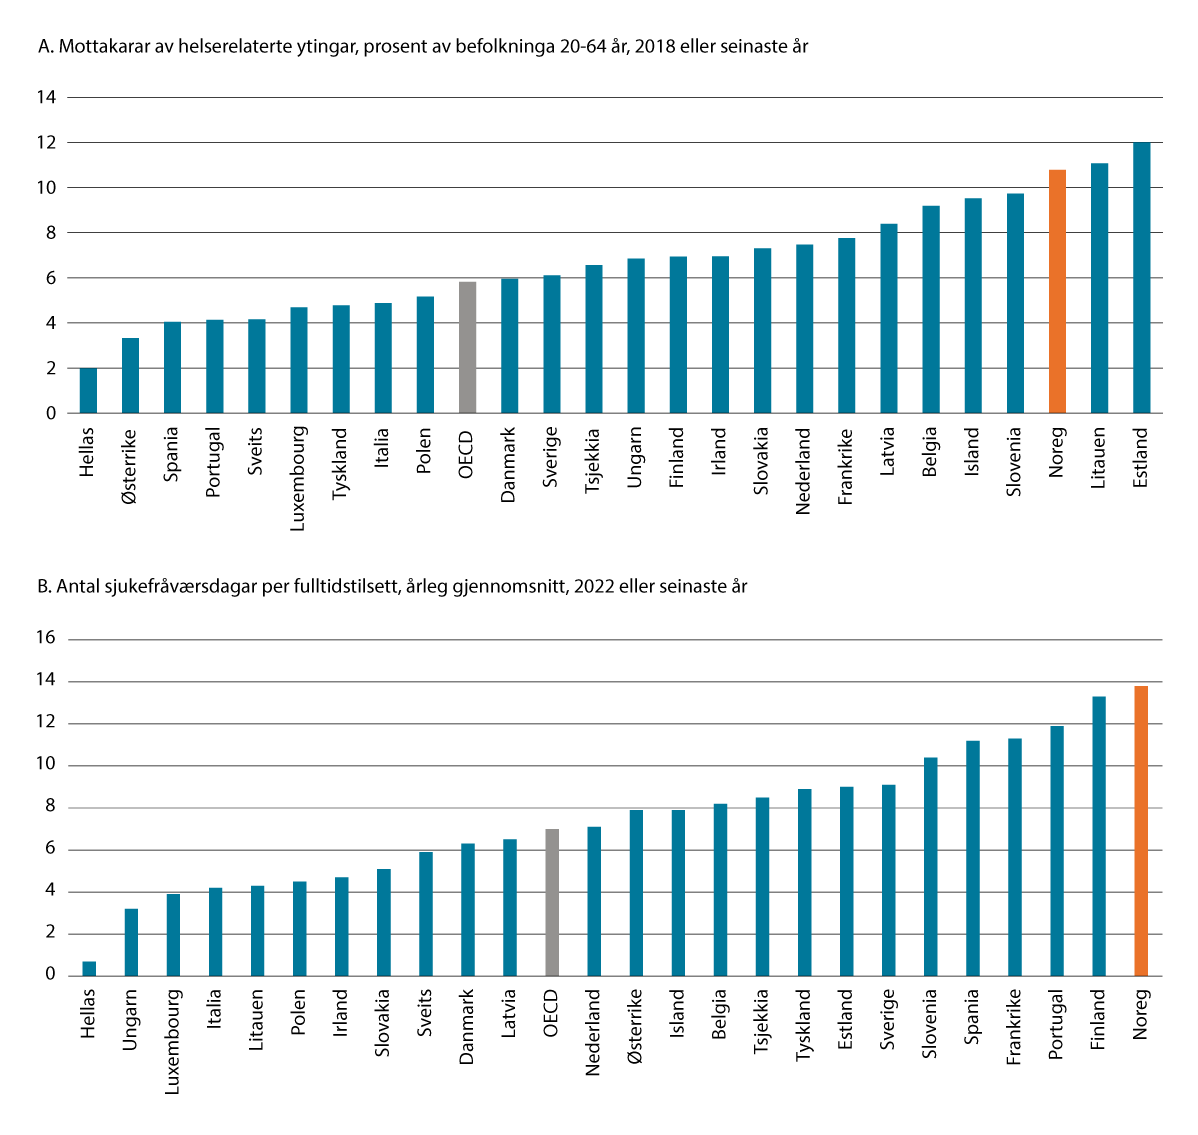 A. Mottakarar av helserelaterte ytingar, prosent av befolkninga 20-64 år, 2018 eller seinaste år
14
12
10
8
6
4
2
0
Hellas
Østerrike
Spania
Portugal
Sveits
Luxembourg
Tyskland
Italia
Polen
OECD
Danmark
Sverige
Tsjekkia
Ungarn
Finland
Irland
Slovakia
Nederland
Frankrike
Latvia
Belgia
Island
Slovenia
Noreg
Litauen
Estland
B. Antal sjukefråværsdagar per fulltidstilsett, årleg gjennomsnitt, 2022 eller seinaste år
16
14
12
10
8
6
4
2
0
Hellas
Ungarn
Luxembourg
Italia
Litauen
Polen
Irland
Slovakia
Sveits
Danmark
Latvia
OECD
Nederland
Østerrike
Island
Belgia
Tsjekkia
Tyskland
Estland
Sverige
Slovenia
Spania
Frankrike
Portugal
Finland
Noreg